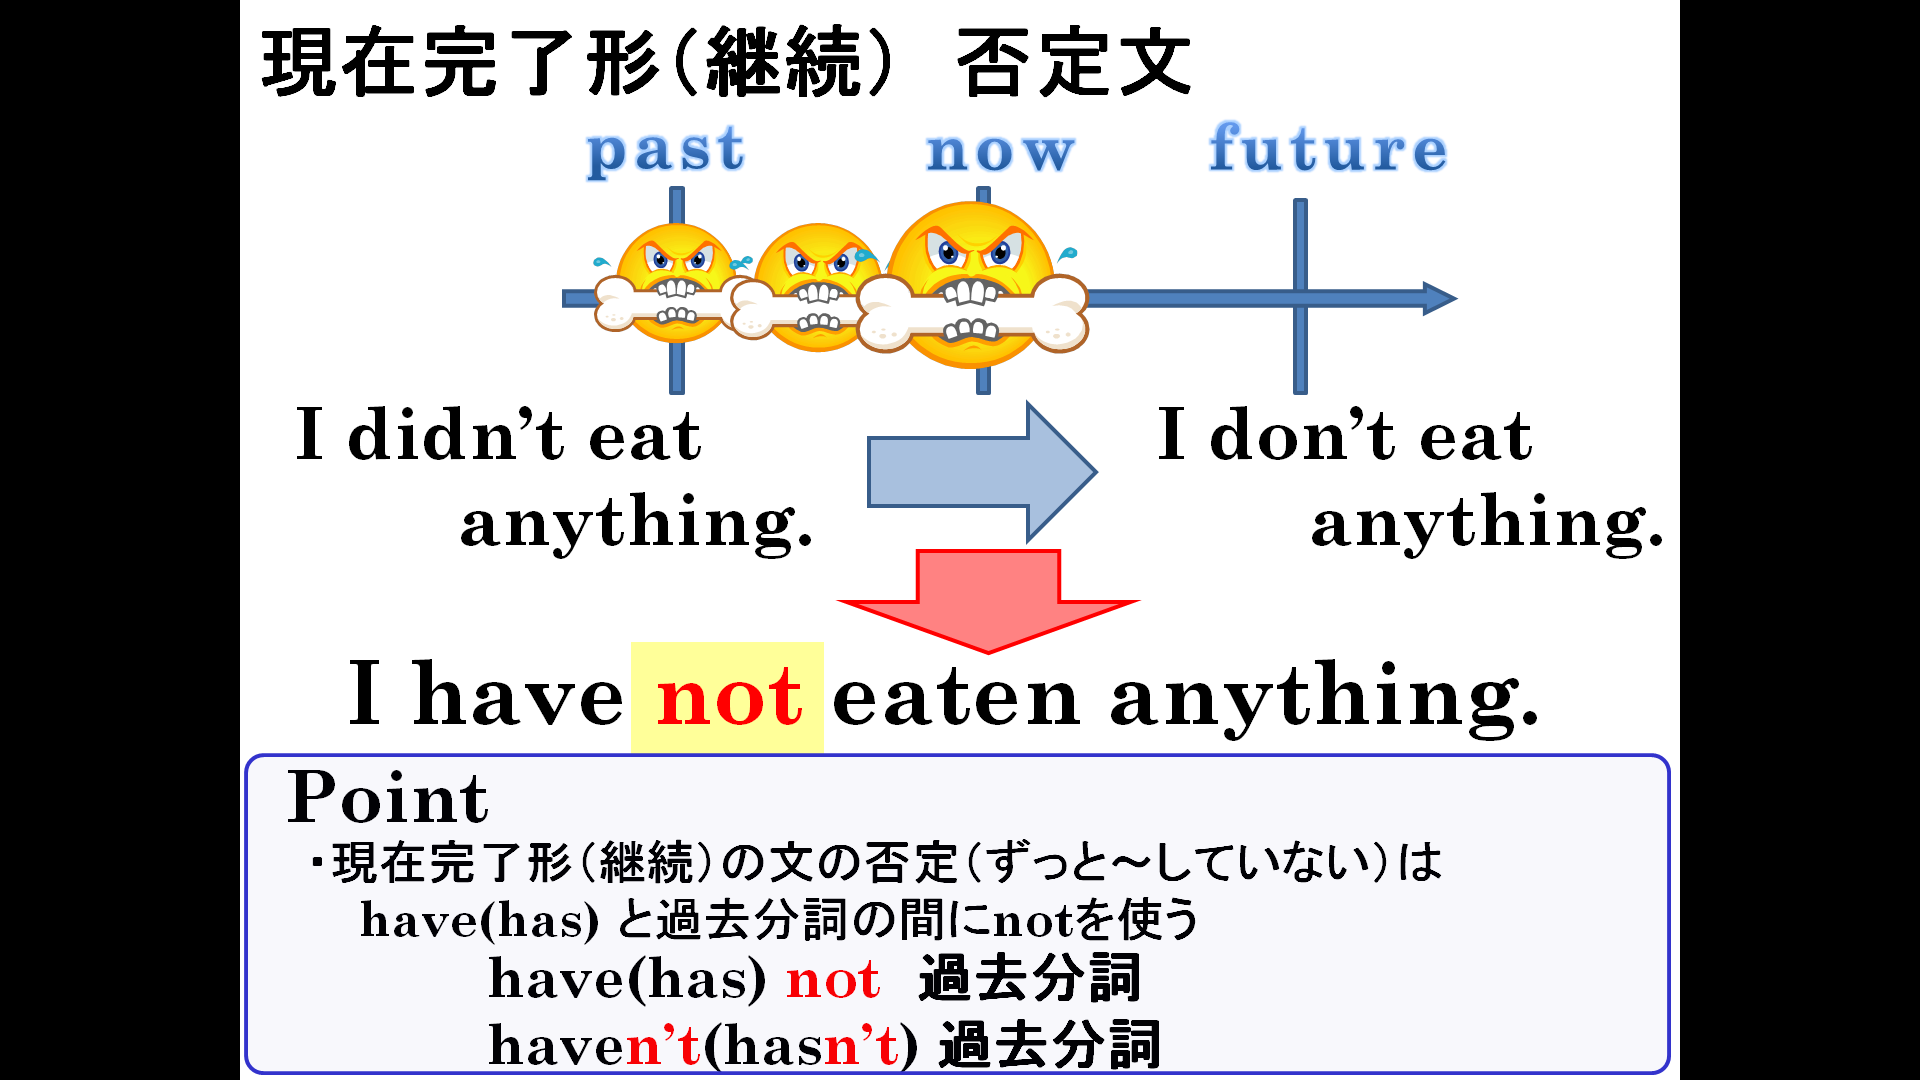 現在完了形（継続）　否定文
past now future
I didn’t eat
anything.
I don’t eat
anything.
I have not eaten anything.
Point
・現在完了形（継続）の文の否定（ずっと～していない）は
have(has) と過去分詞の間にnotを使う
have(has) not 過去分詞
haven’t(hasn’t) 過去分詞